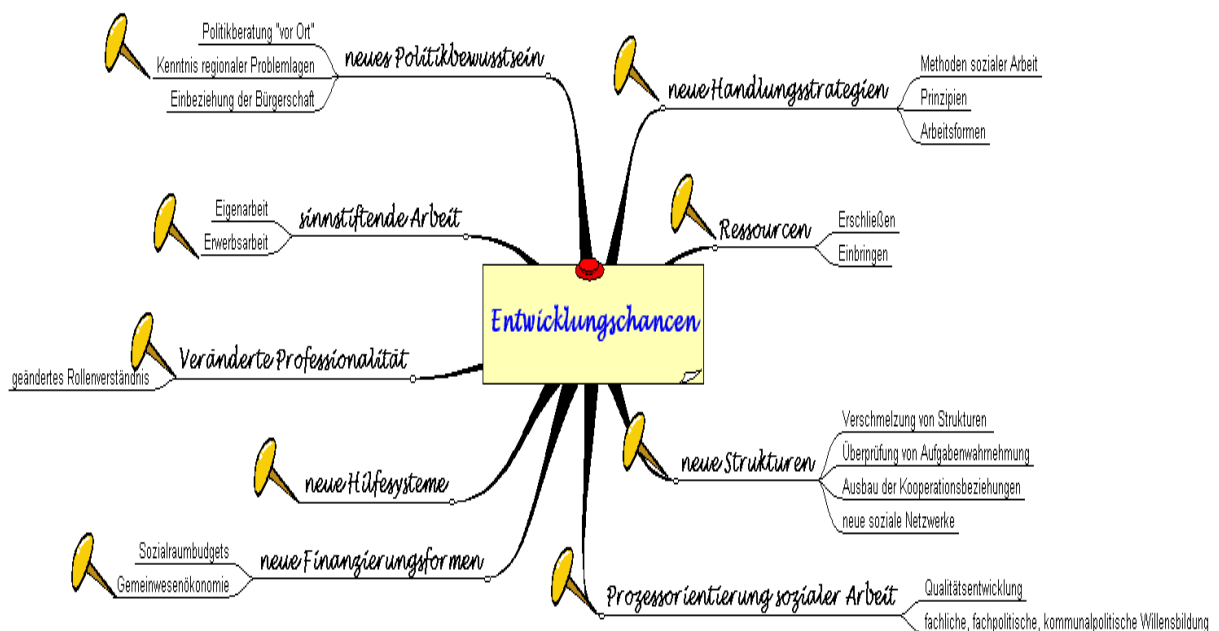 Entwicklungschancen
neues Politikbewusstsein
Politikberatung "vor Ort"
Kenntnis regionaler Problemlagen
Einbeziehung der Bürgerschaft
sinnstiftende Arbeit
Eigenarbeit
Erwerbsarbeit
Veränderte Professionalität
geändertes Rollenverständnis
neue Hilfesysteme
neue Finanzierungsformen
Sozialraumbudgets
Gemeinwesenökonomie
neue Handlungsstrategien
Methoden sozialer Arbeit
Prinzipien
Arbeitsformen
Ressourcen
Erschließen
Einbringen
neue Strukturen
Verschmelzung von Strukturen
Überprüfung von Aufgabenwahrnehmung
Ausbau der Kooperationsbeziehungen
neue soziale Netzwerke
Prozessorientierung sozialer Arbeit
Qualitätsentwicklung
fachliche, fachpolitische, kommunalpolitische Willensbildung